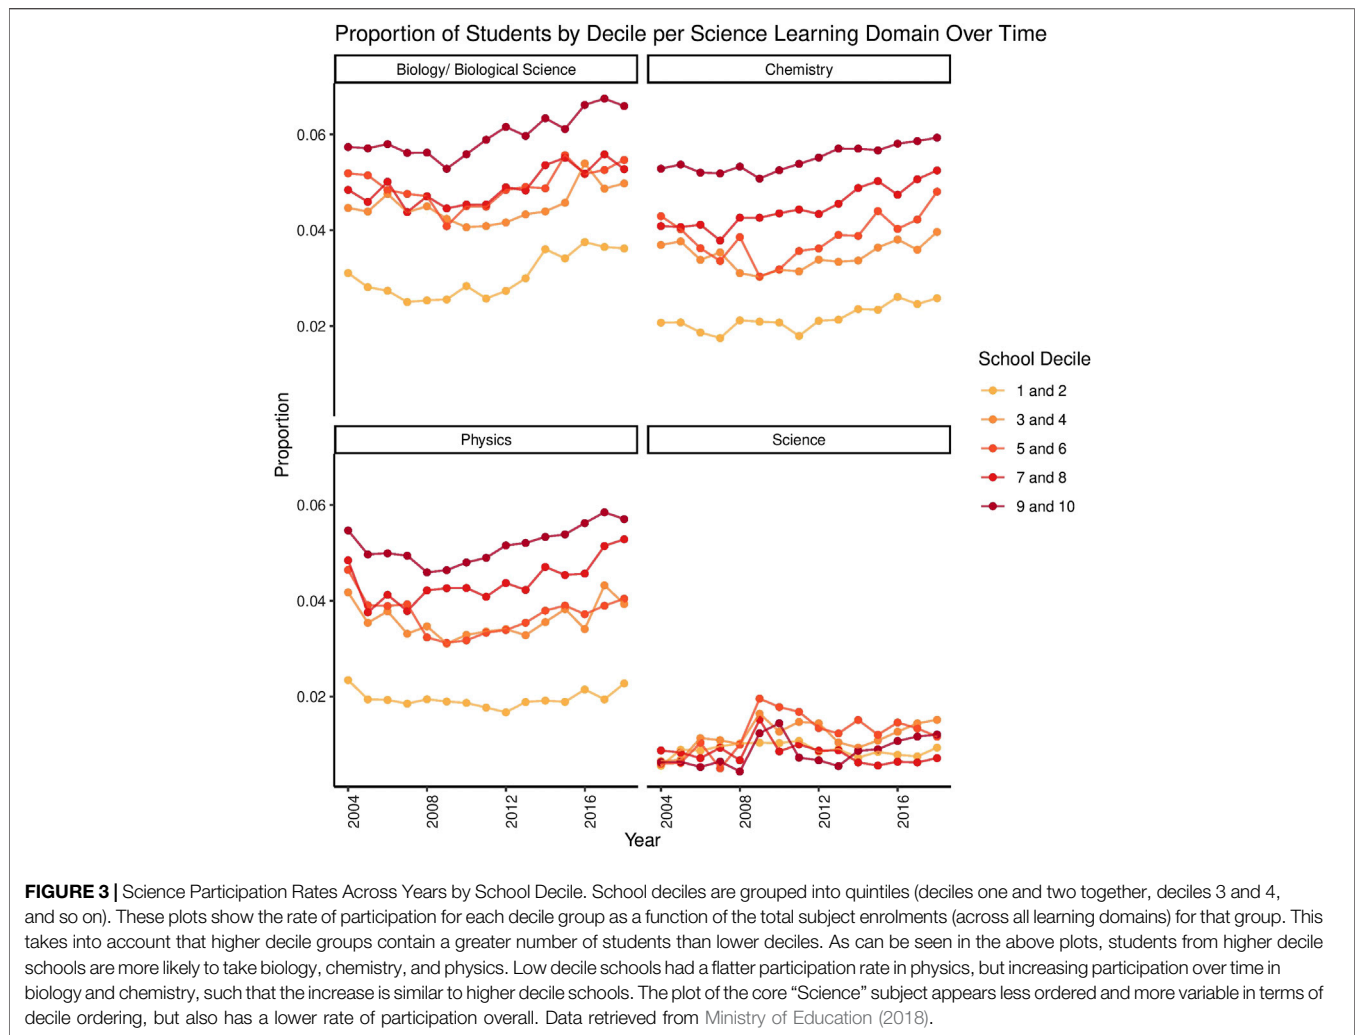 Proportion of Students by Decile per Science Learning Domain Over Time
Biology/ Biological Science
Chemistry
0.06
0.04
0.02
Physics
Science
0.06
0.04
0.02
Proportion
2004
2008
2012
2016
2004
2008
2012
2016
Year
School Decile
1 and 2
3 and 4
5 and 6
7 and 8
9 and 10
FIGURE 3 | Science Participation Rates Across Years by School Decile. School deciles are grouped into quintiles (deciles one and two together, deciles 3 and 4,
and so on). These plots show the rate of participation for each decile group as a function of the total subject enrolments (across all learning domains) for that group. This
takes into account that higher decile groups contain a greater number of students than lower deciles. As can be seen in the above plots, students from higher decile
schools are more likely to take biology, chemistry, and physics. Low decile schools had a flatter participation rate in physics, but increasing participation over time in
biology and chemistry, such that the increase is similar to higher decile schools. The plot of the core “Science” subject appears less ordered and more variable in terms of
decile ordering, but also has a lower rate of participation overall. Data retrieved from Ministry of Education (2018).